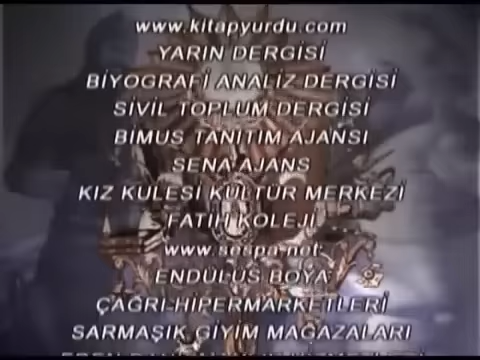 www.kitapyurdu.com
YARIN DERGİSİ
BİYOGRAFİ ANALİZ DERGİSİ
SİVİL TOPLUM DERGİSİ
BİMUS TANITIM AJANSI
SENA AJANS
KIZ KULESİ KÜLTÜR MERKEZİ
FATİH KOLEJİ
www.sespa.net
ENDÜLÜS BOYA
ÇAĞRI HİPERMARKETLERİ
SARMAŞIK GİYİM MAĞAZALARI